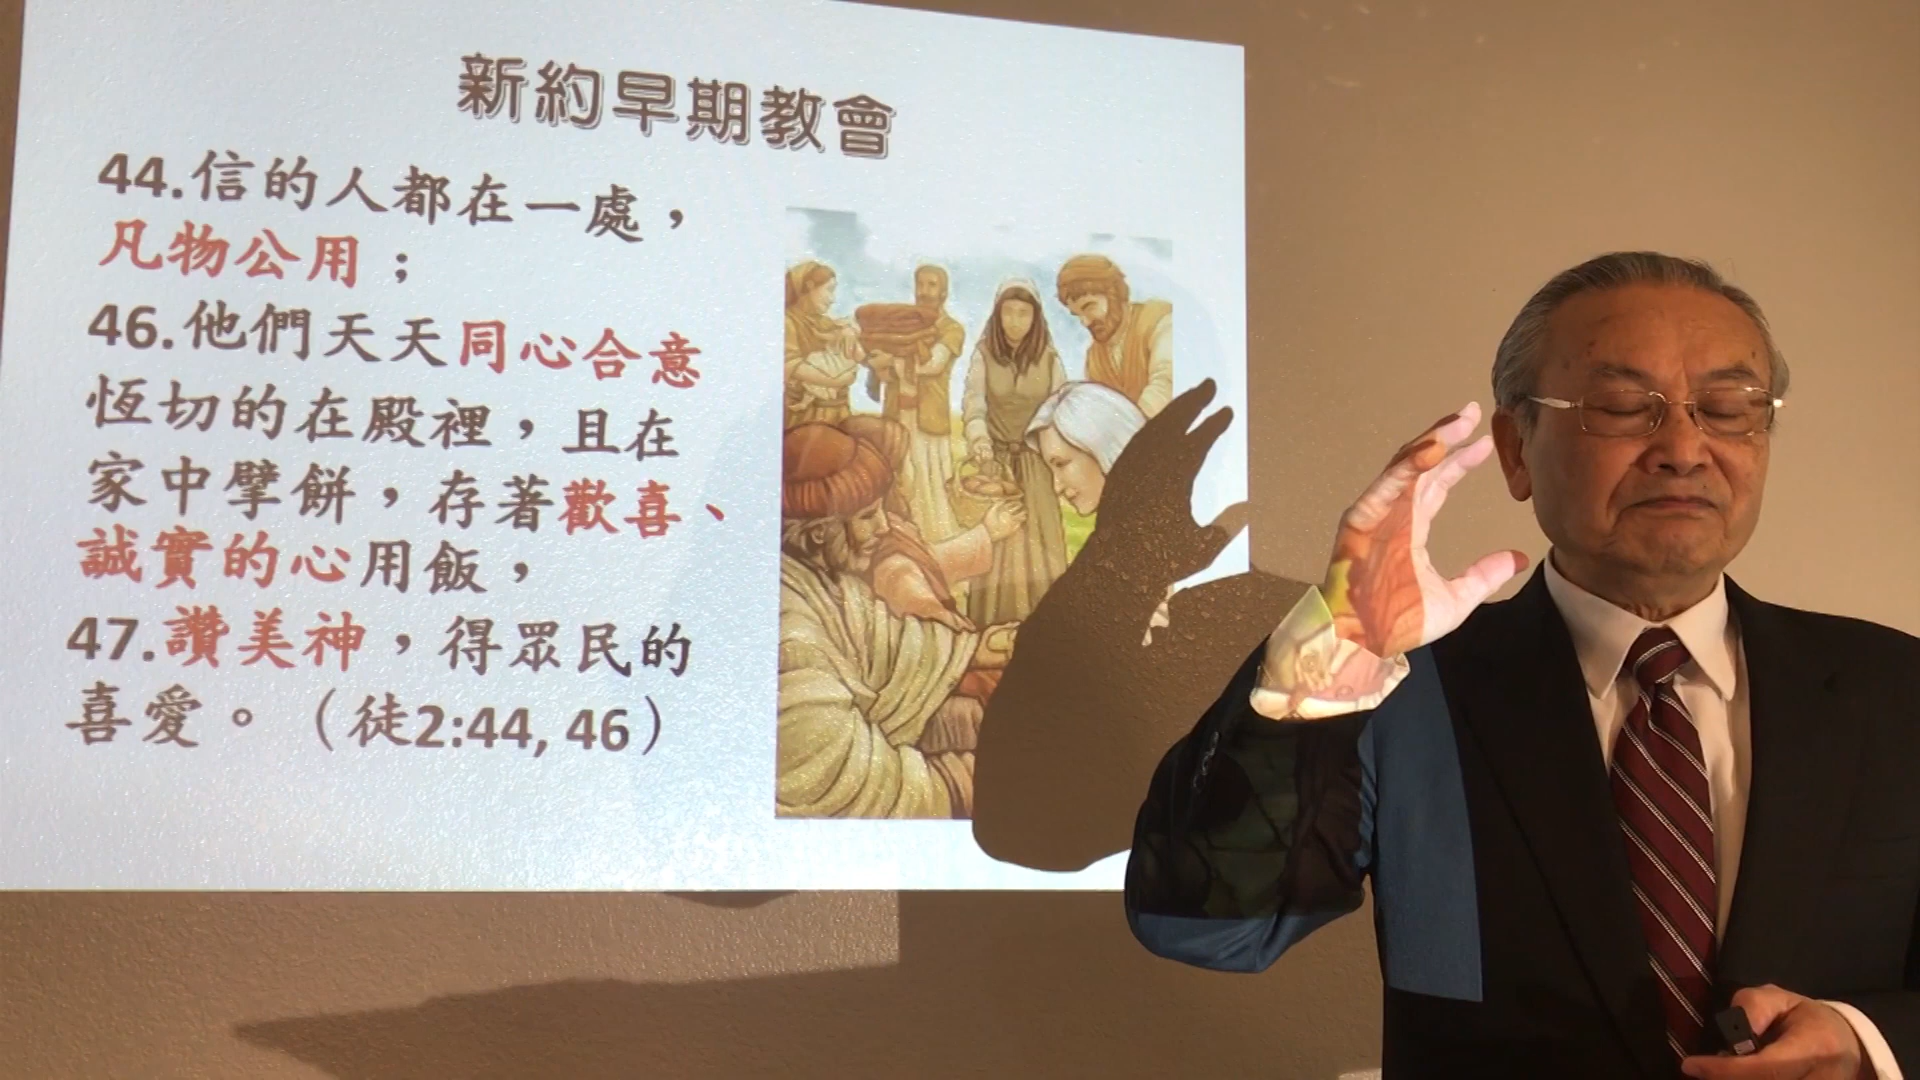 新約早期教會
44.信的人都在一處，
凡物公用；
46.他們天天同心合意
恆切的在殿裡，且在
家中擘餅，存著歡喜、
誠實的心用飯，
47.讚美神，得眾民的
喜愛。（徒2:44, 46）